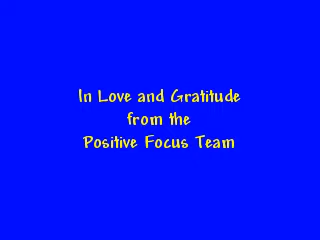 In Love and Gratitude
from the
Positive Focus Team